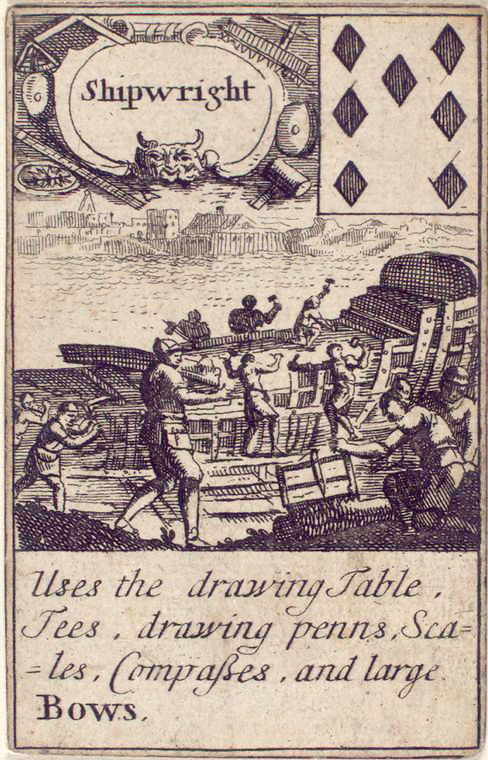 Shipwright
Uses the drawing Table,
Tees, drawing penns, Sca=
=les, Compaſses, and large
Bows.